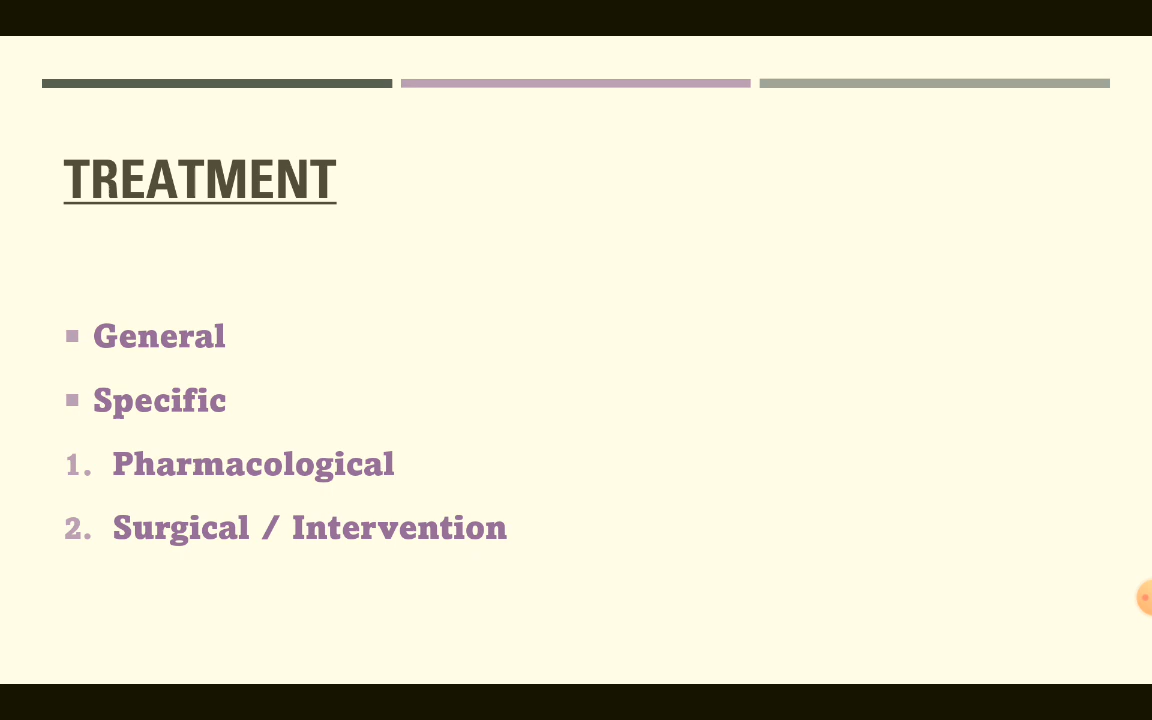 TREATMENT
General
Specific
1. Pharmacological
2. Surgical / Intervention